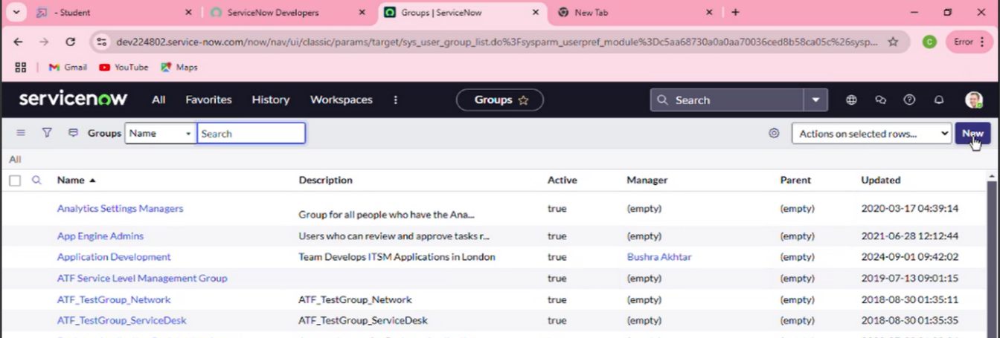 - Student
ServiceNow Developers
Groups | ServiceNow
New Tab
dev224802.service-now.com/now/nav/ui/classic/params/target/sys_user_group_list.do%3Fsysparm_userpref_module%3Dc5aa68730a0a0aa70036ced8b58ca05c%26sysp...
C
Error
Gmail
YouTube
Maps
servicenow
All
Favorites
History
Workspaces
Groups
Search
Groups
Name
Search
Actions on selected rows...
New
All
Name Description Active Manager Parent Updated
Analytics Settings Managers Group for all people who have the Ana... true (empty) (empty) 2020-03-17 04:39:14
App Engine Admins Users who can review and approve tasks r... true (empty) (empty) 2021-06-28 12:12:44
Application Development Team Develops ITSM Applications in London true Bushra Akhtar (empty) 2024-09-01 09:42:02
ATF Service Level Management Group true (empty) (empty) 2019-07-13 09:01:15
ATF_TestGroup_Network ATF_TestGroup_Network true (empty) (empty) 2018-08-30 01:35:11
ATF_TestGroup_ServiceDesk ATF_TestGroup_ServiceDesk true (empty) (empty) 2018-08-30 01:35:35